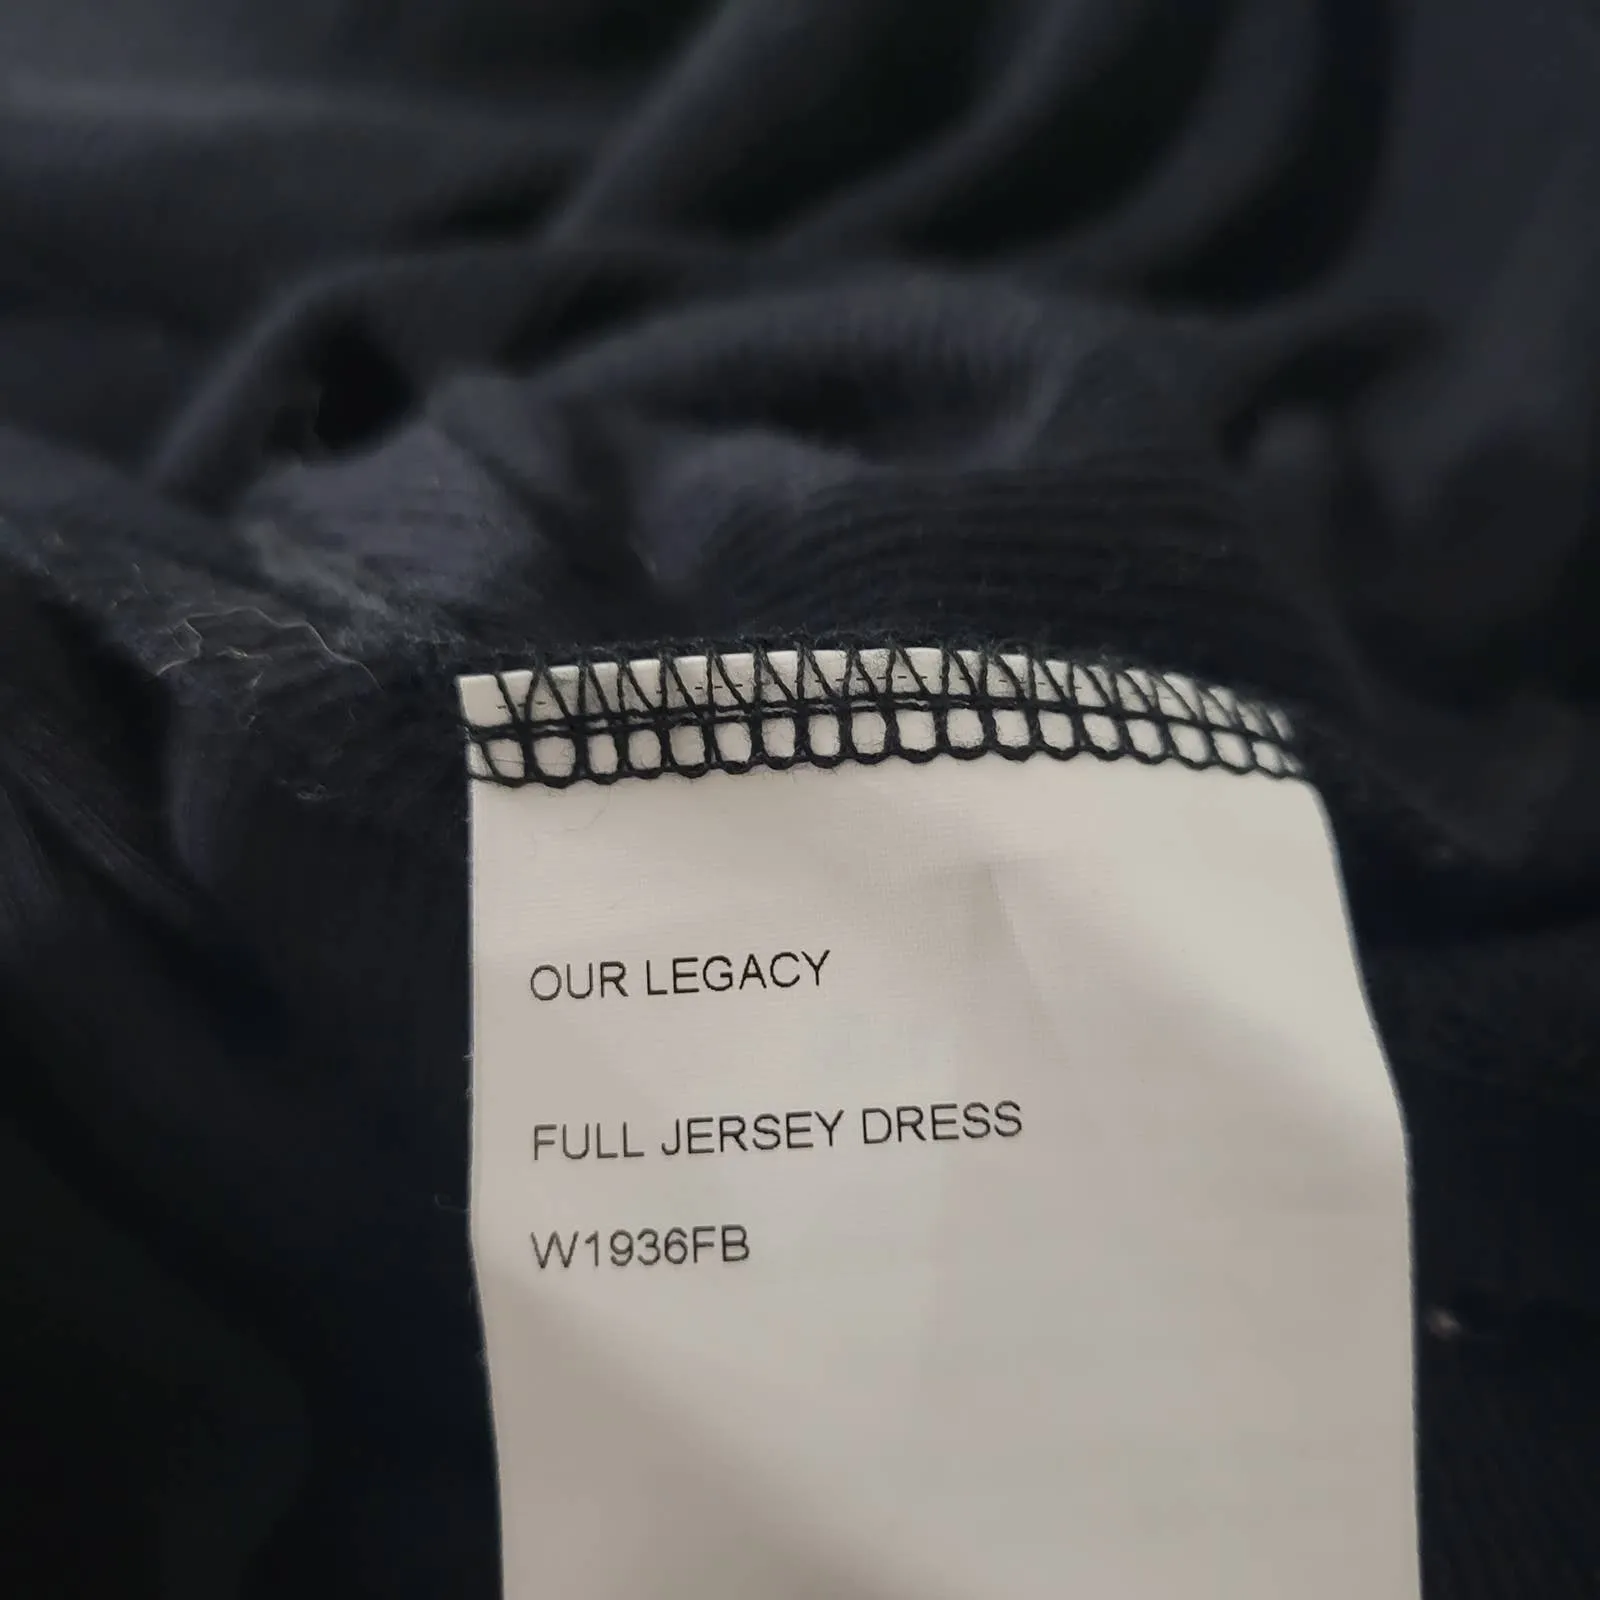 OUR LEGACY
FULL JERSEY DRESS
W1936FB